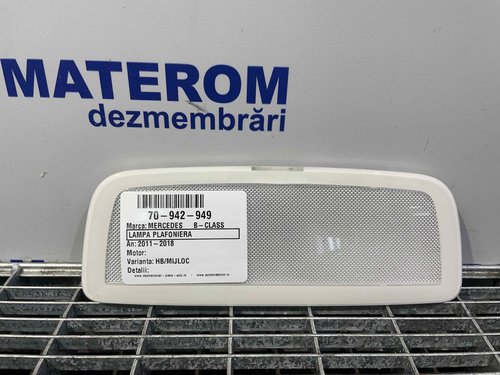 MATEROM
dezmembrări
70-942-949
Marca: MERCEDES B-CLASS
LAMPA PLAFONIERA
An: 2011-2018
Motor:
Varianta: HB/MIJLOC
Detalii: